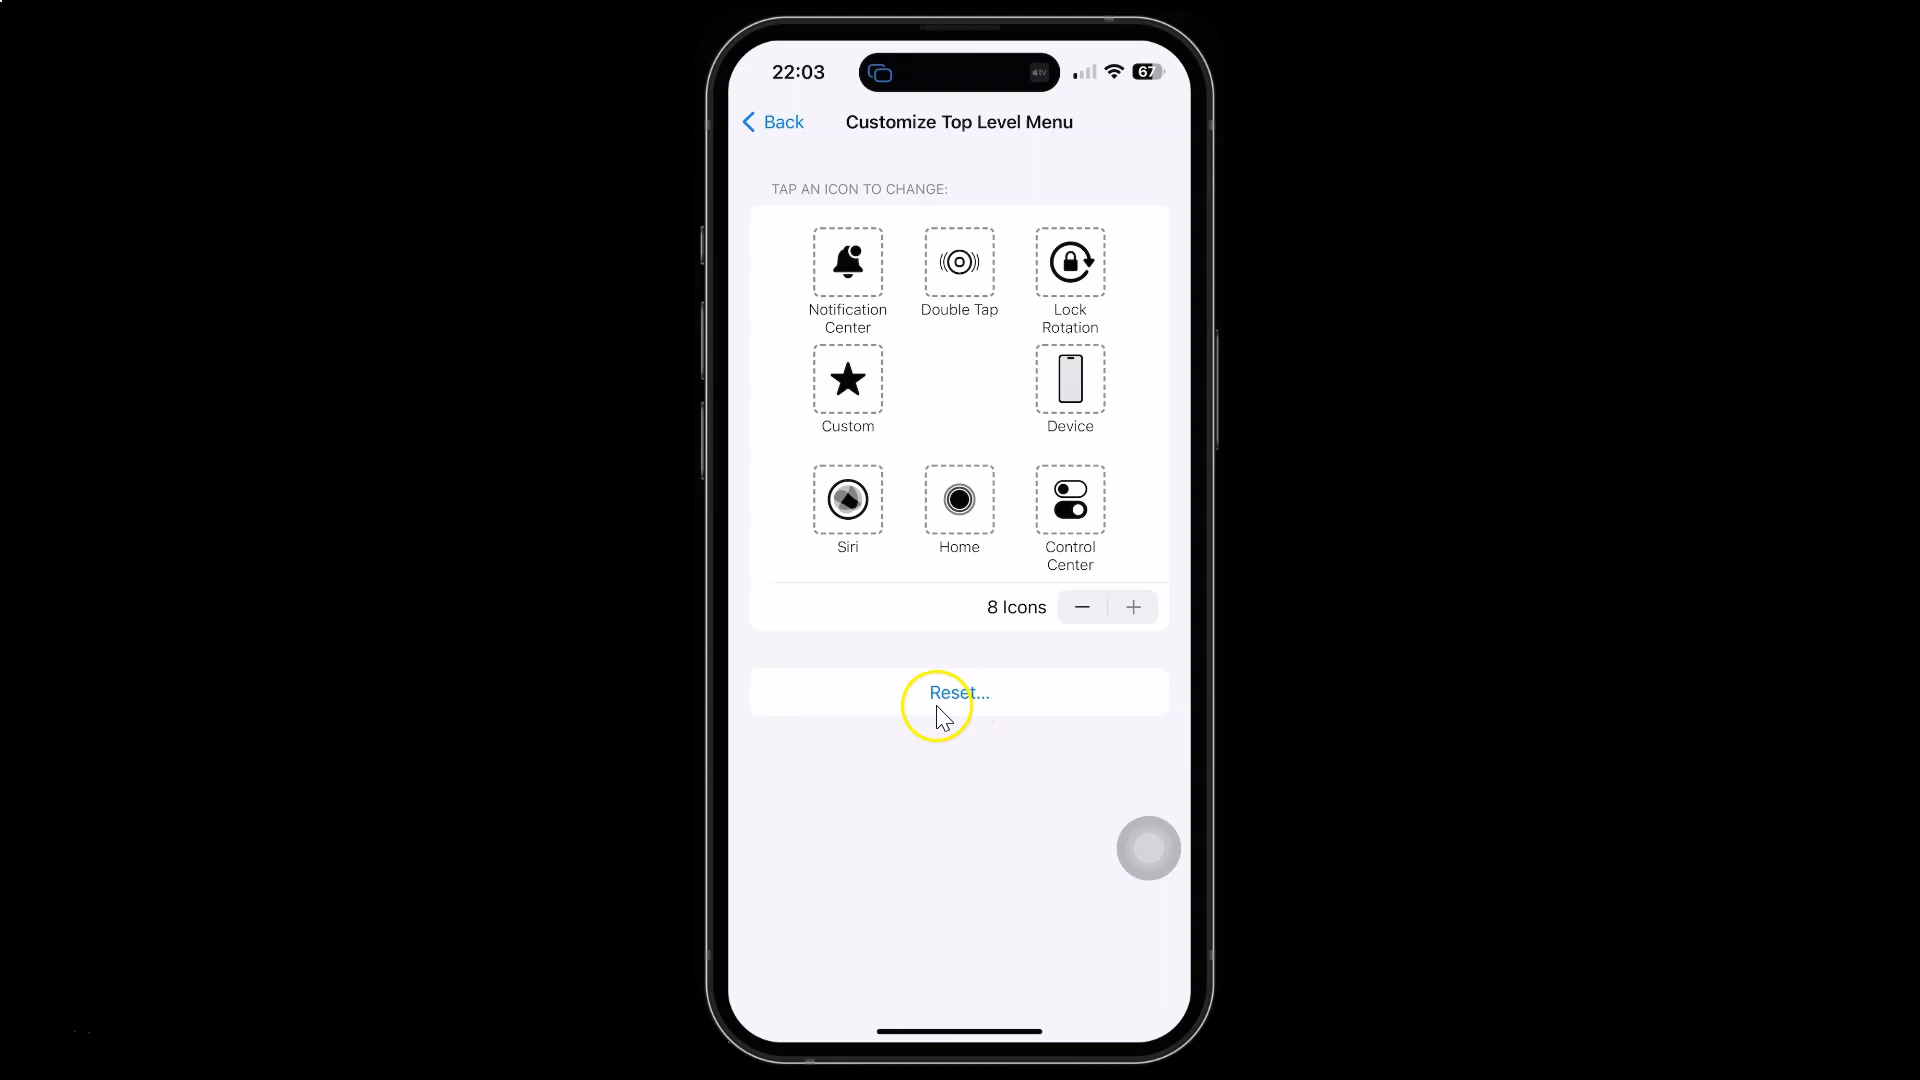 22:03
tv
67
Back
Customize Top Level Menu
TAP AN ICON TO CHANGE:
Notification
Center
Double Tap
Lock
Rotation
Custom
Device
Siri
Home
Control
Center
8 Icons
Reset...